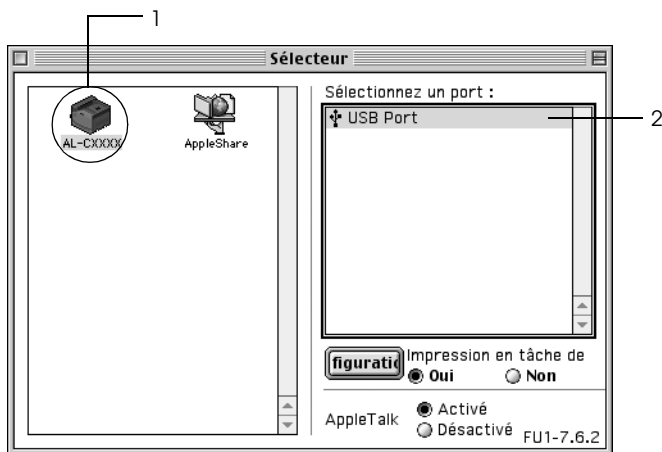 1
Sélecteur
AL-CXXXX
AppleShare
Sélectionnez un port :
USB Port
2
figuratio
Impression en tâche de
Oui
Non
AppleTalk
Activé
Désactivé
FU1-7.6.2